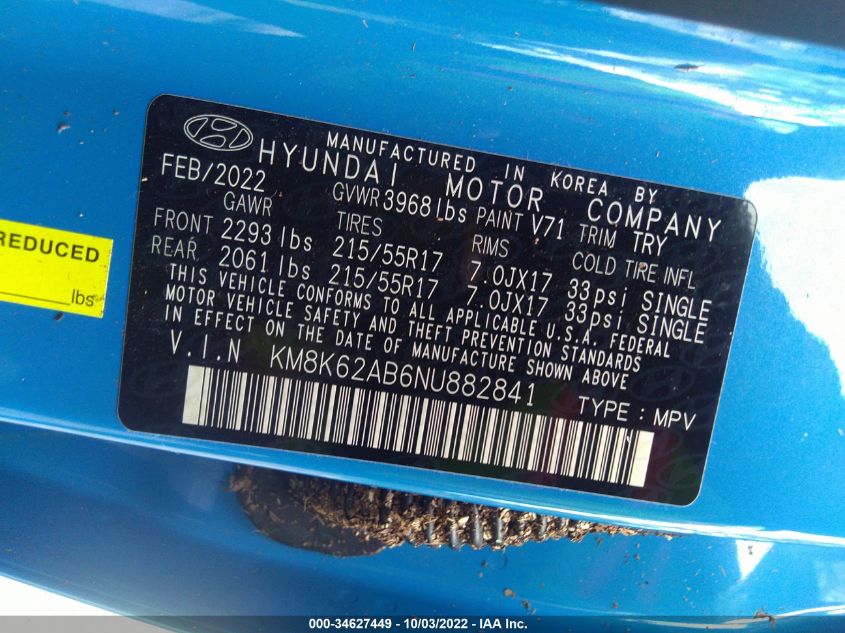 MANUFACTURED IN KOREA BY
HYUNDAI MOTOR COMPANY
FEB/2022 GVWR 3968 lbs PAINT V71 TRIM TRY
GAWR TIRES RIMS COLD TIRE INFL
FRONT 2293 lbs 215/55R17 7.0JX17 33psi SINGLE
REAR 2061 lbs 215/55R17 7.0JX17 33psi SINGLE
THIS VEHICLE CONFORMS TO ALL APPLICABLE U.S.A. FEDERAL
MOTOR VEHICLE SAFETY AND THEFT PREVENTION STANDARDS
IN EFFECT ON THE DATE OF MANUFACTURE SHOWN ABOVE
V.I.N KM8K62AB6NU882841 TYPE : MPV
REDUCED
lbs
000-34627449 - 10/03/2022 - IAA Inc.